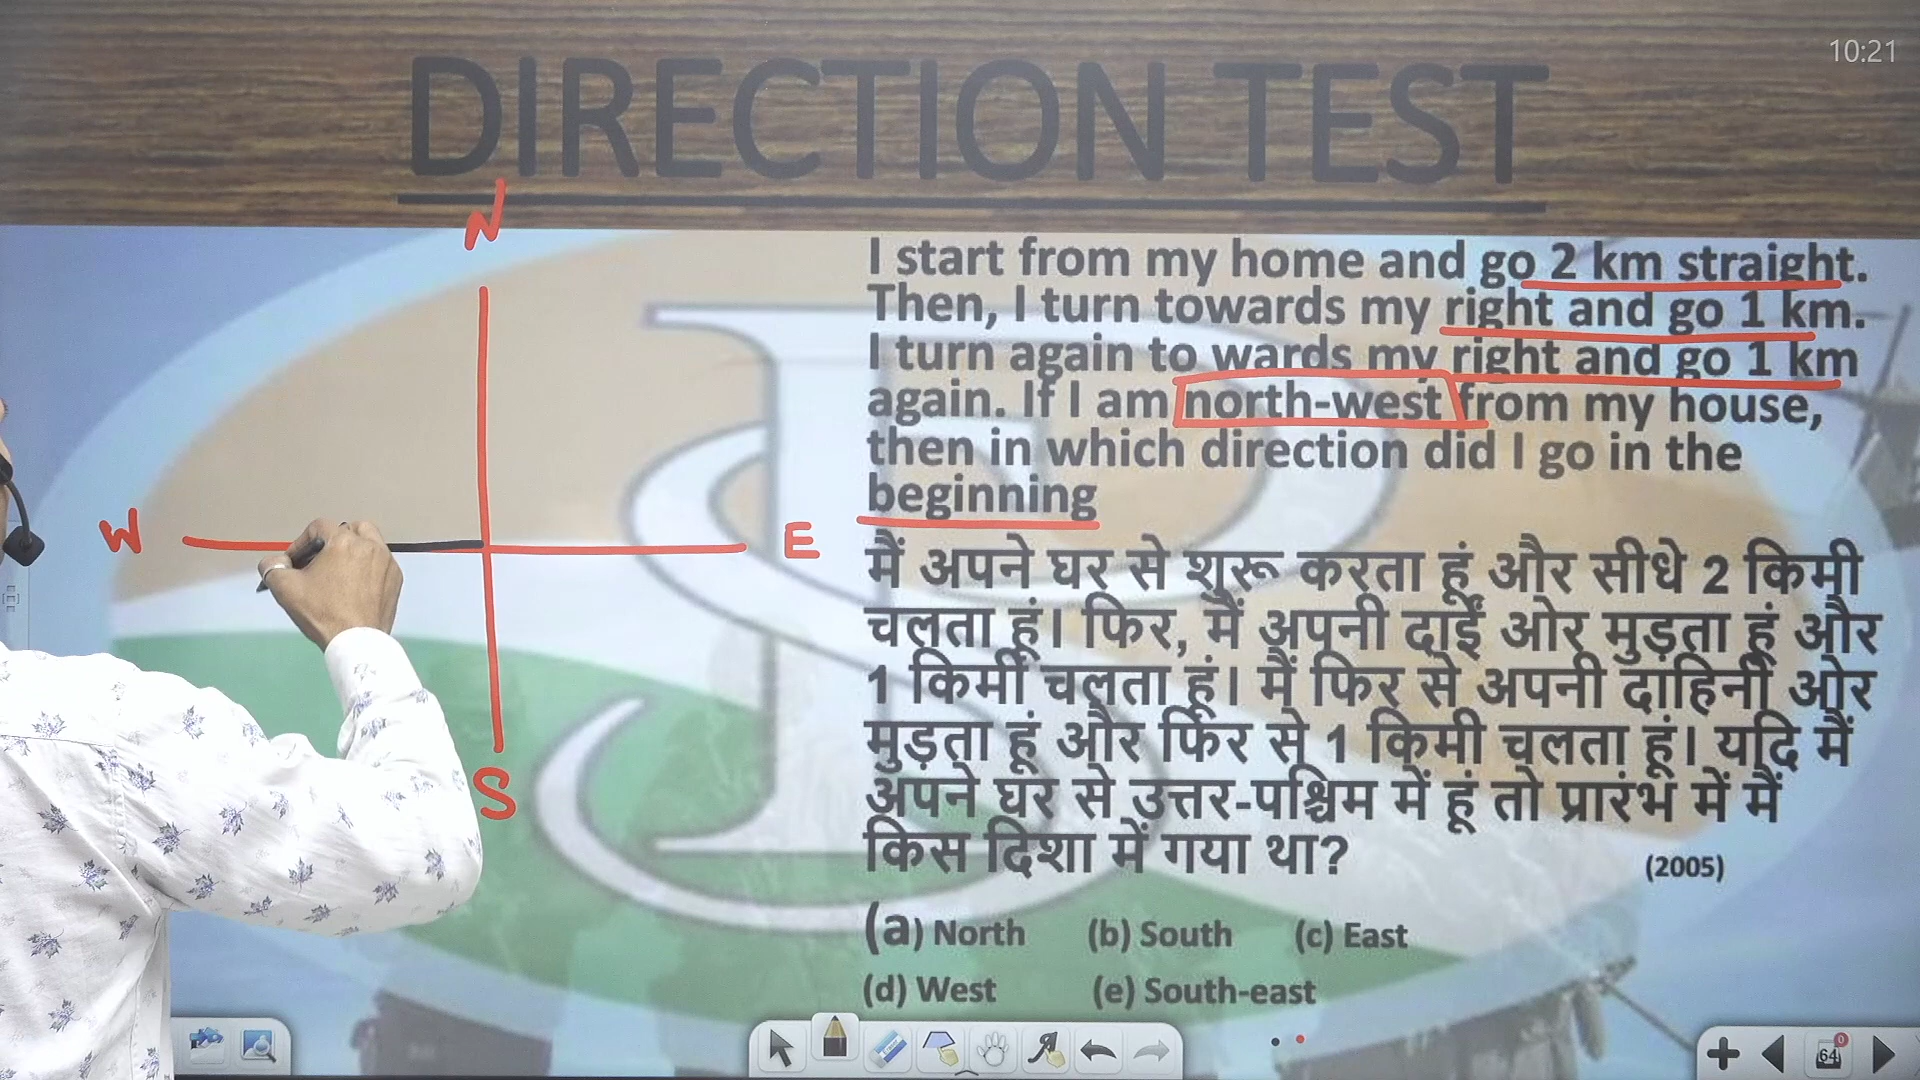 10:21
DIRECTION TEST
N
W
E
S
I start from my home and go 2 km straight.
Then, I turn towards my right and go 1 km.
I turn again to wards my right and go 1 km
again. If I am north-west from my house,
then in which direction did I go in the
beginning
मैं अपने घर से शुरू करता हूं और सीधे 2 किमी
चलता हूं। फिर, मैं अपनी दाईं ओर मुड़ता हूं और
1 किमी चलता हूं। मैं फिर से अपनी दाहिनी ओर
मुड़ता हूं और फिर से 1 किमी चलता हूं। यदि मैं
अपने घर से उत्तर-पश्चिम में हूं तो प्रारंभ में मैं
किस दिशा में गया था?
(2005)
(a) North (b) South (c) East
(d) West (e) South-east
64
0